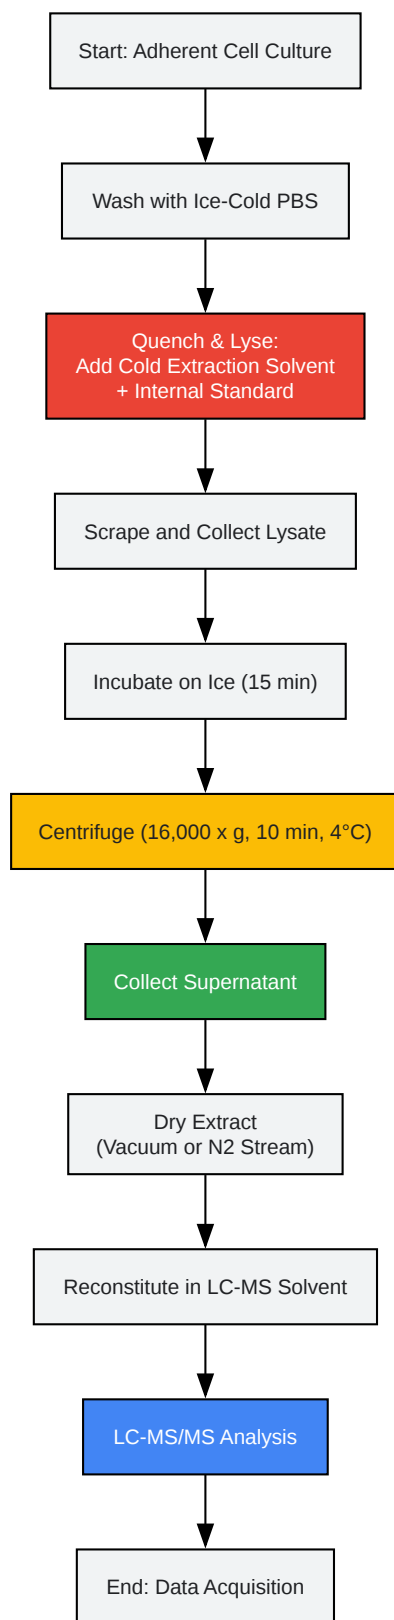 Start: Adherent Cell Culture
Wash with Ice-Cold PBS
Quench & Lyse:
Add Cold Extraction Solvent
+ Internal Standard
Scrape and Collect Lysate
Incubate on Ice (15 min)
Centrifuge (16,000 x g, 10 min, 4°C)
Collect Supernatant
Dry Extract
(Vacuum or N2 Stream)
Reconstitute in LC-MS Solvent
LC-MS/MS Analysis
End: Data Acquisition